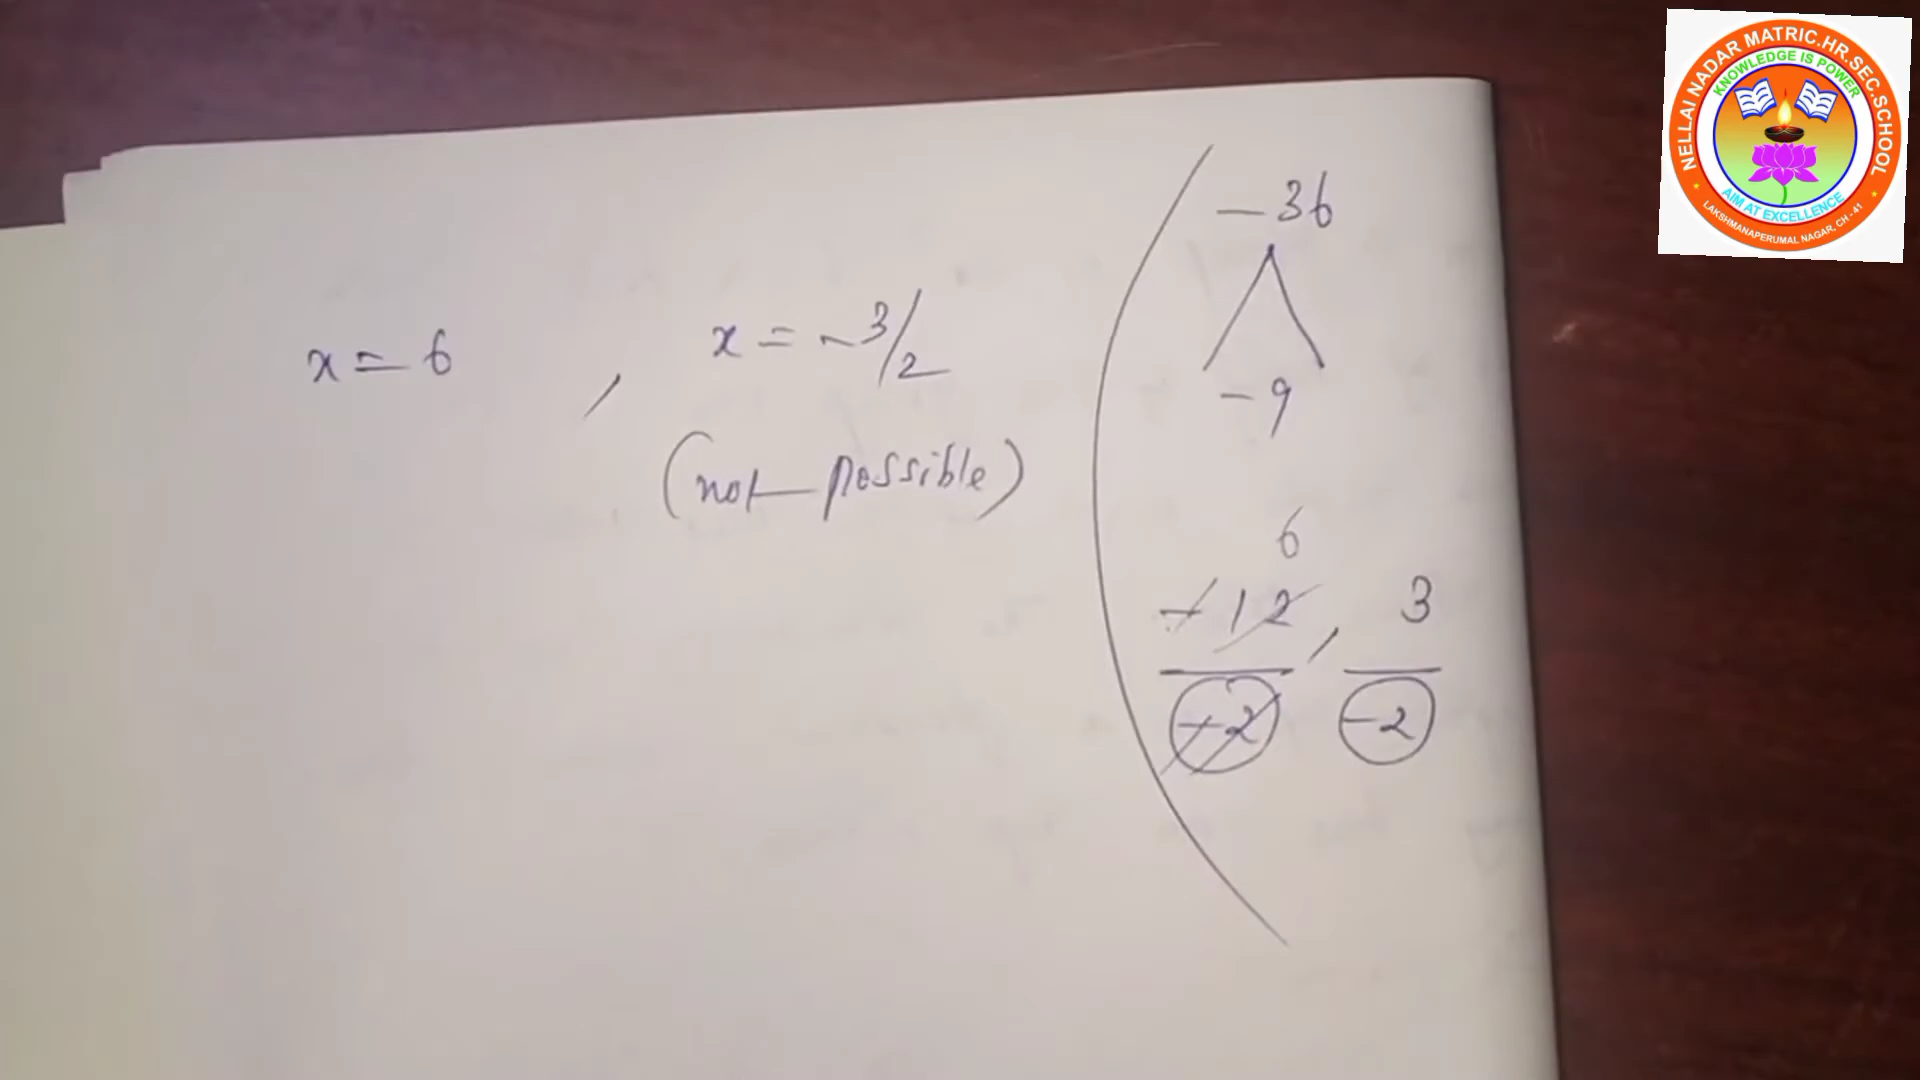 x = 6 , x = -3/2
(not possible)
-36
-9
6
-12 , 3
-2 -2
NELLAI NADAR MATRIC.HR.SEC.SCHOOL
KNOWLEDGE IS POWER
AIM AT EXCELLENCE
LAKSHMANAPERUMAL NAGAR, CH - 41